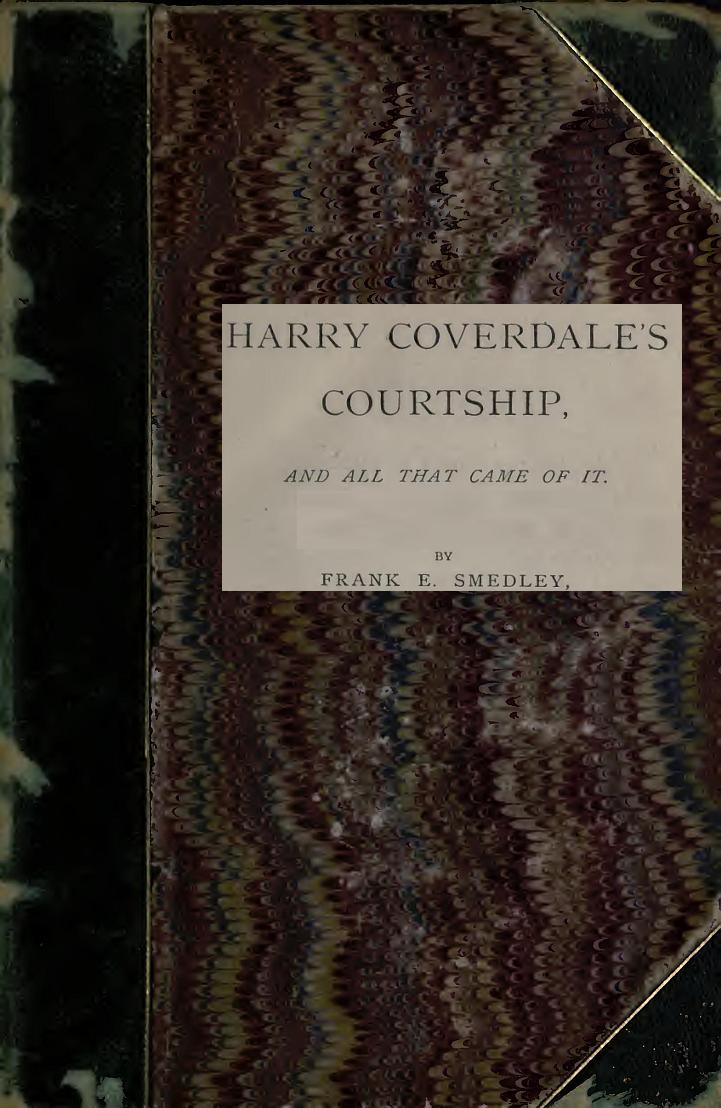 HARRY COVERDALE'S
COURTSHIP,
AND ALL THAT CAME OF IT.
BY
FRANK E. SMEDLEY,